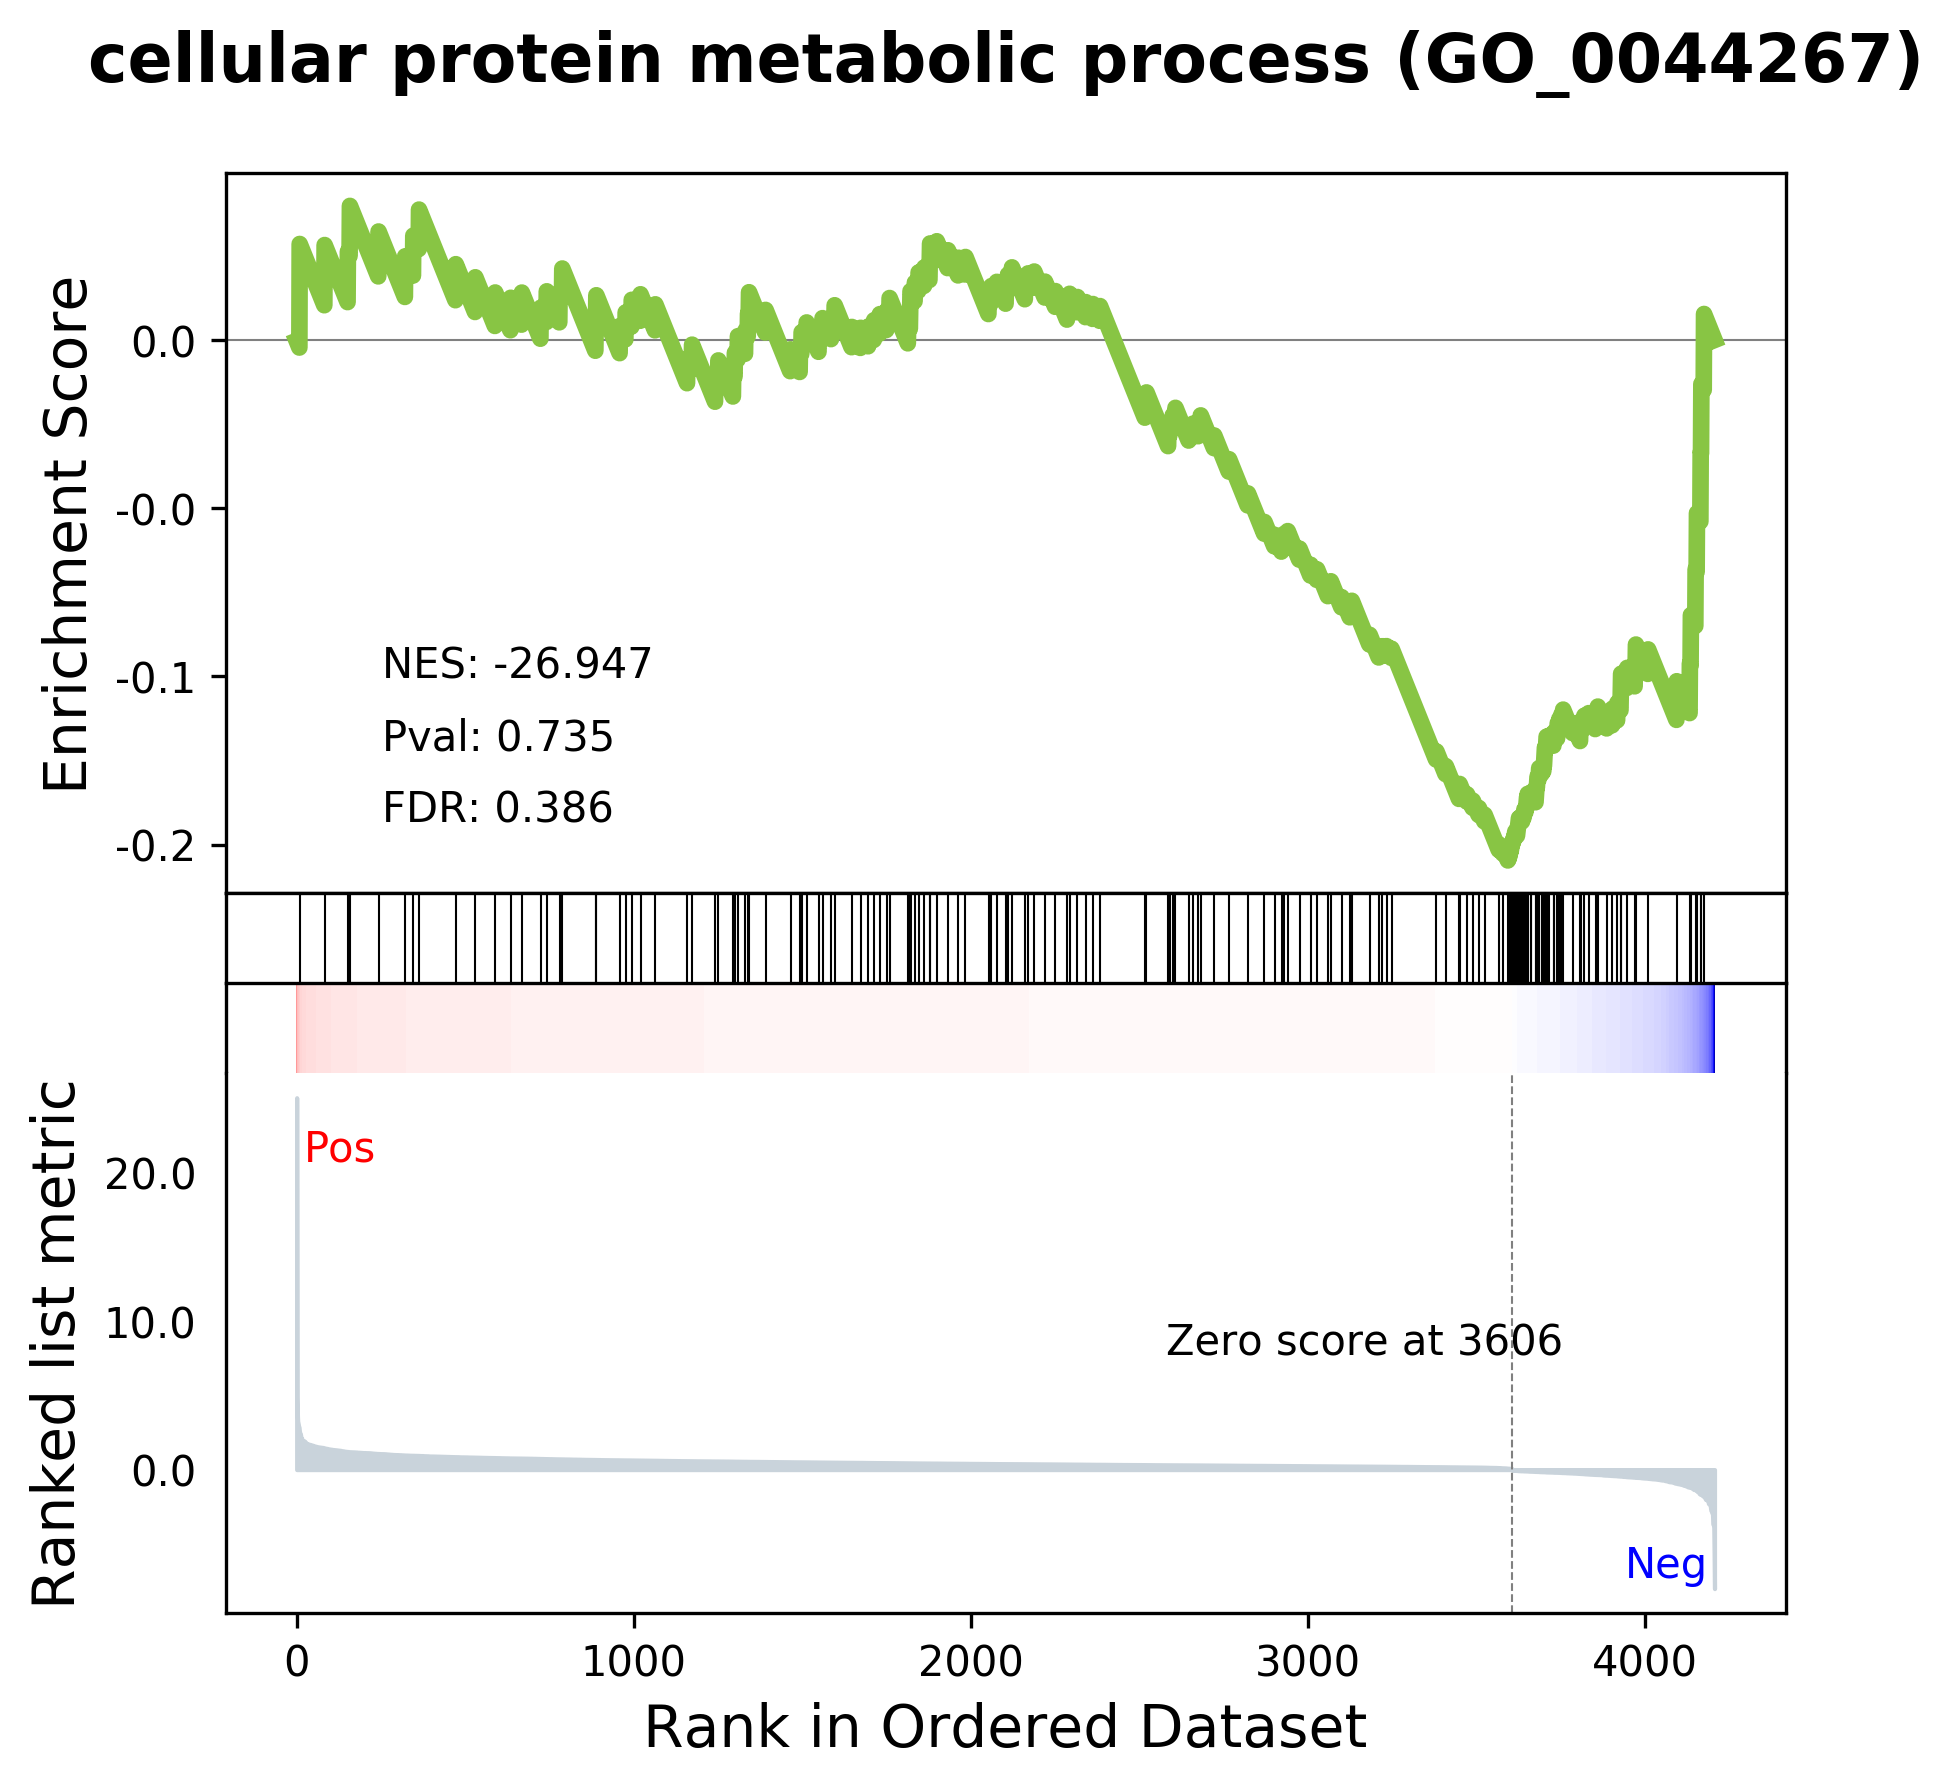 cellular protein metabolic process (GO_0044267)
Enrichment Score
0.0
-0.0
-0.1
-0.2
NES: -26.947
Pval: 0.735
FDR: 0.386
Ranked list metric
20.0
10.0
0.0
Pos
Zero score at 3606
Neg
0 1000 2000 3000 4000
Rank in Ordered Dataset